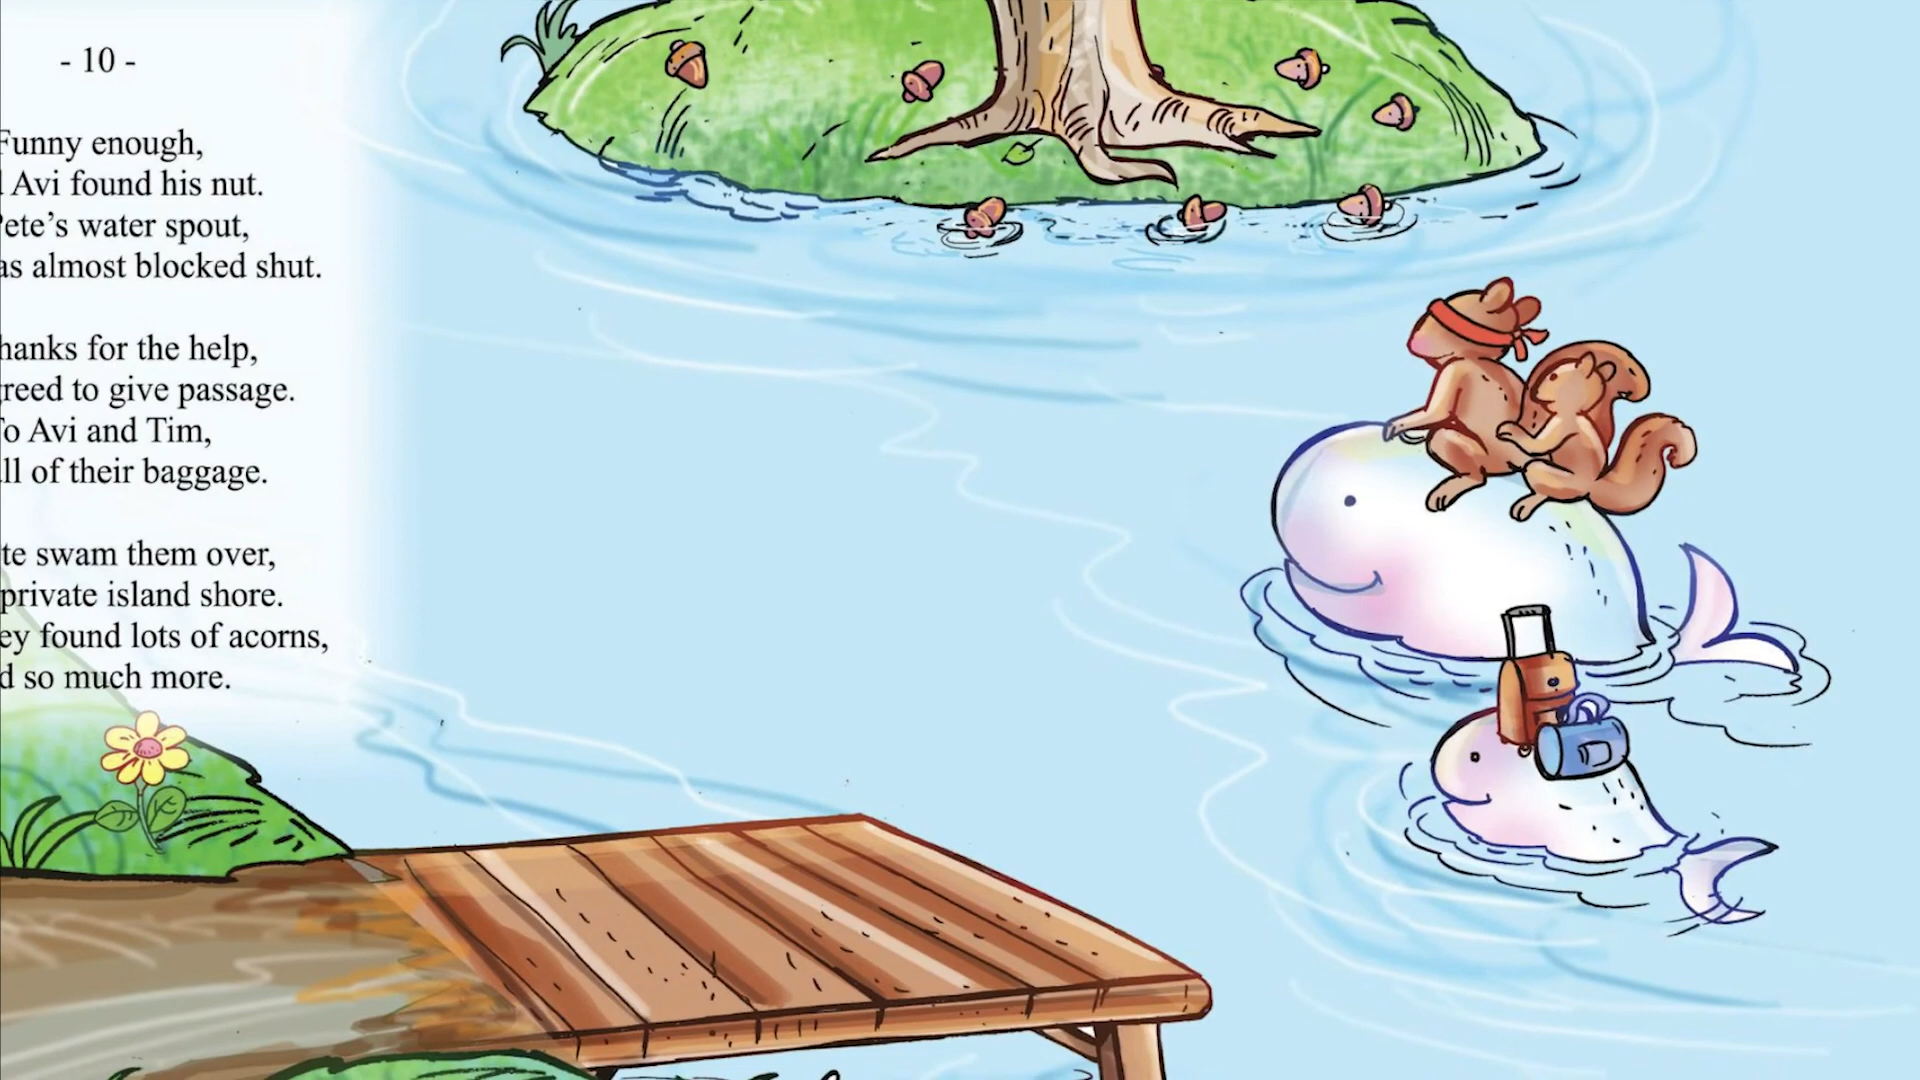 - 10 -
Funny enough,
Avi found his nut.
Pete's water spout,
as almost blocked shut.
hanks for the help,
greed to give passage.
To Avi and Tim,
ll of their baggage.
te swam them over,
private island shore.
ey found lots of acorns,
d so much more.